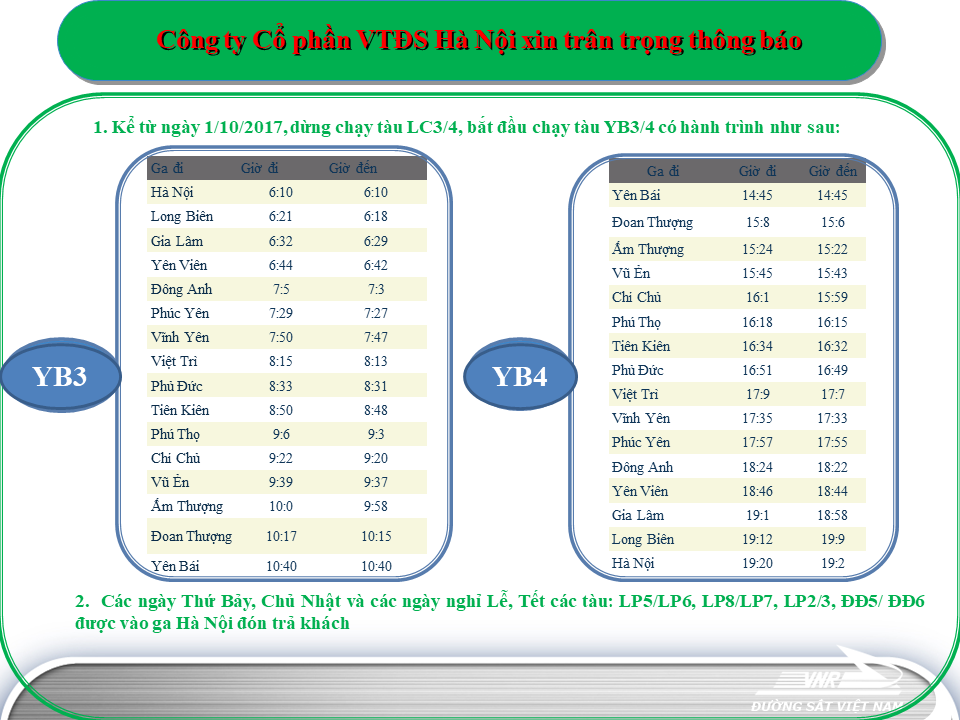 Công ty Cổ phần VTĐS Hà Nội xin trân trọng thông báo
1. Kể từ ngày 1/10/2017, dừng chạy tàu LC3/4, bắt đầu chạy tàu YB3/4 có hành trình như sau:
YB3
Ga đi Giờ đi Giờ đến
Hà Nội 6:10 6:10
Long Biên 6:21 6:18
Gia Lâm 6:32 6:29
Yên Viên 6:44 6:42
Đông Anh 7:5 7:3
Phúc Yên 7:29 7:27
Vĩnh Yên 7:50 7:47
Việt Trì 8:15 8:13
Phủ Đức 8:33 8:31
Tiên Kiên 8:50 8:48
Phú Thọ 9:6 9:3
Chí Chủ 9:22 9:20
Vũ Ẻn 9:39 9:37
Ấm Thượng 10:0 9:58
Đoan Thượng 10:17 10:15
Yên Bái 10:40 10:40
YB4
Ga đi Giờ đi Giờ đến
Yên Bái 14:45 14:45
Đoan Thượng 15:8 15:6
Ấm Thượng 15:24 15:22
Vũ Ẻn 15:45 15:43
Chí Chủ 16:1 15:59
Phú Thọ 16:18 16:15
Tiên Kiên 16:34 16:32
Phủ Đức 16:51 16:49
Việt Trì 17:9 17:7
Vĩnh Yên 17:35 17:33
Phúc Yên 17:57 17:55
Đông Anh 18:24 18:22
Yên Viên 18:46 18:44
Gia Lâm 19:1 18:58
Long Biên 19:12 19:9
Hà Nội 19:20 19:2
2. Các ngày Thứ Bảy, Chủ Nhật và các ngày nghỉ Lễ, Tết các tàu: LP5/LP6, LP8/LP7, LP2/3, ĐĐ5/ ĐĐ6
được vào ga Hà Nội đón trả khách
VNR
ĐƯỜNG SẮT VIỆT NAM